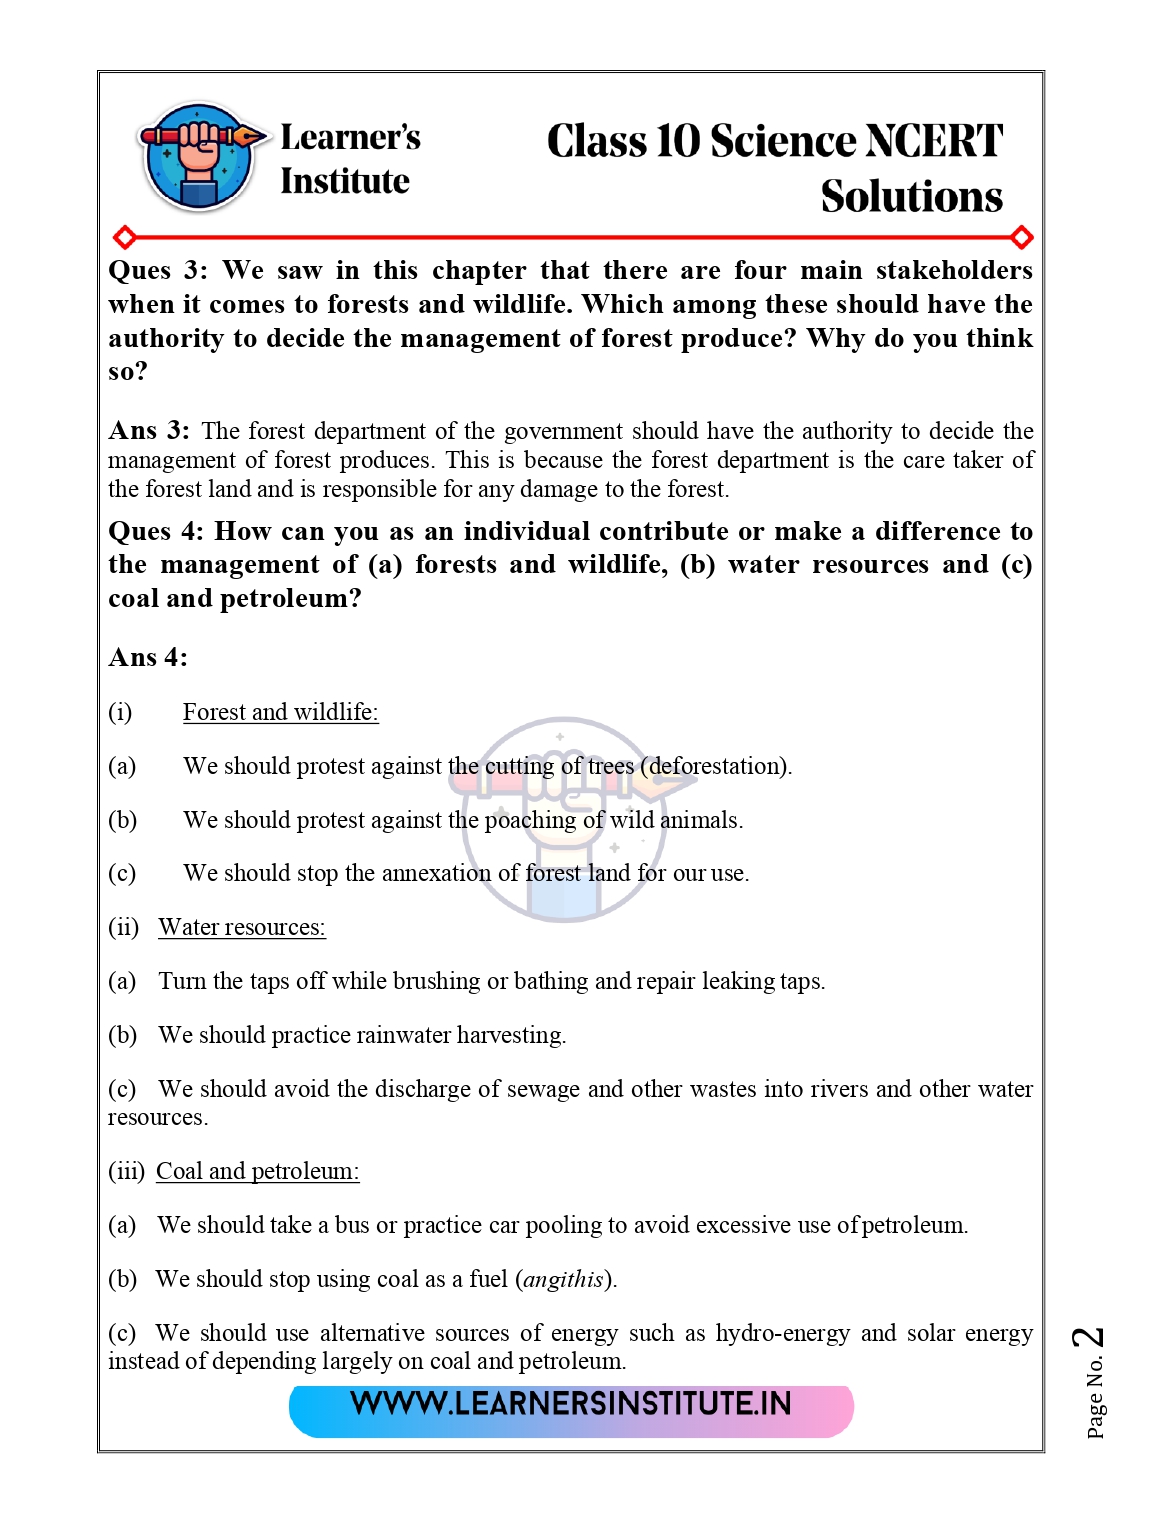 Learner's
Institute
Class 10 Science NCERT
Solutions
Ques 3: We saw in this chapter that there are four main stakeholders
when it comes to forests and wildlife. Which among these should have the
authority to decide the management of forest produce? Why do you think
so?
Ans 3: The forest department of the government should have the authority to decide the
management of forest produces. This is because the forest department is the care taker of
the forest land and is responsible for any damage to the forest.
Ques 4: How can you as an individual contribute or make a difference to
the management of (a) forests and wildlife, (b) water resources and (c)
coal and petroleum?
Ans 4:
(i) Forest and wildlife:
(a) We should protest against the cutting of trees (deforestation).
(b) We should protest against the poaching of wild animals.
(c) We should stop the annexation of forest land for our use.
(ii) Water resources:
(a) Turn the taps off while brushing or bathing and repair leaking taps.
(b) We should practice rainwater harvesting.
(c) We should avoid the discharge of sewage and other wastes into rivers and other water
resources.
(iii) Coal and petroleum:
(a) We should take a bus or practice car pooling to avoid excessive use of petroleum.
(b) We should stop using coal as a fuel (angithis).
(c) We should use alternative sources of energy such as hydro-energy and solar energy
instead of depending largely on coal and petroleum.
WWW.LEARNERSINSTITUTE.IN
Page No. 2